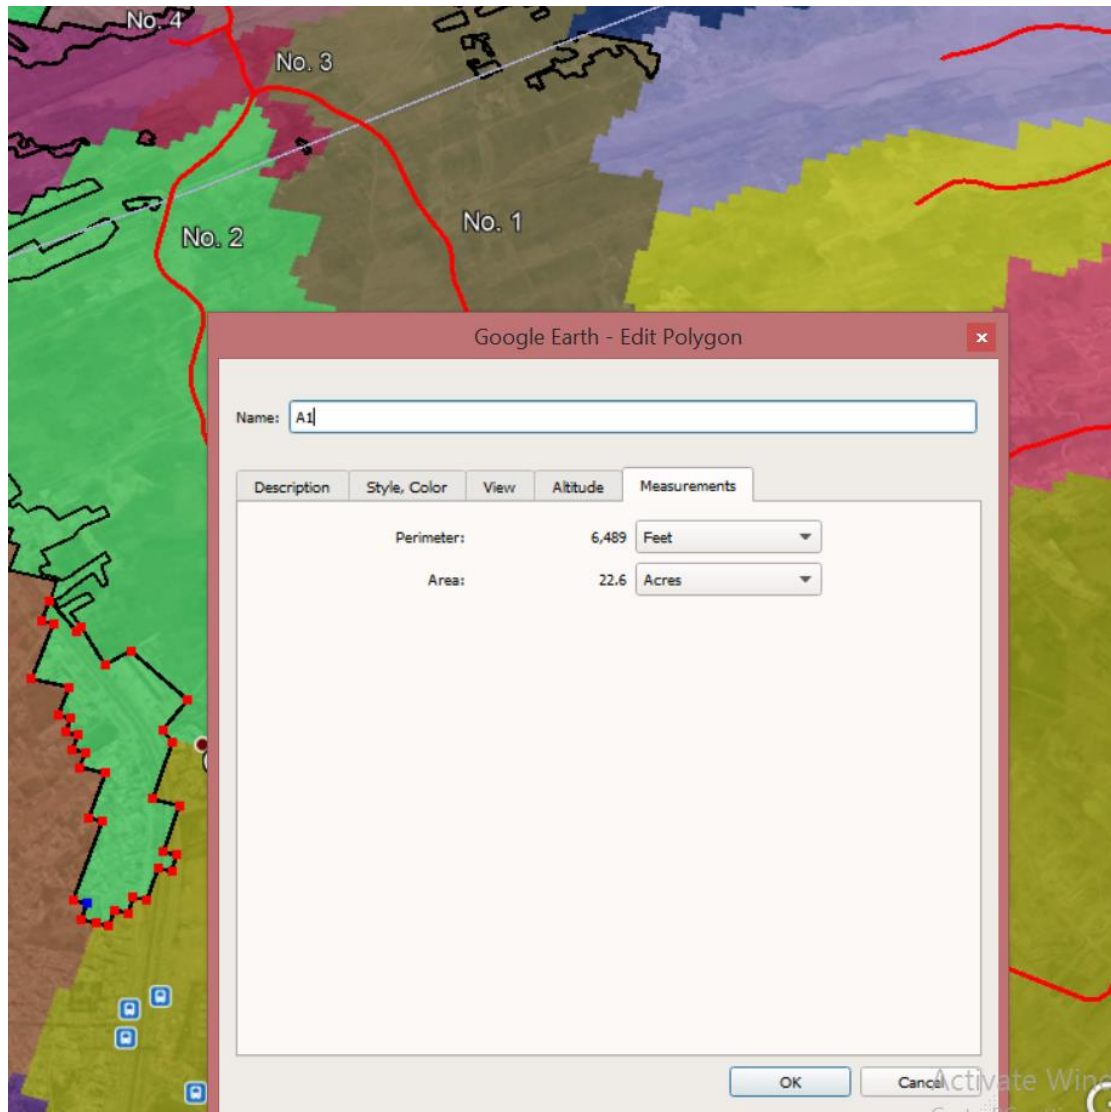 No. 4
No. 3
No. 1
No. 2
Google Earth - Edit Polygon
x
Name: A1
Description Style, Color View Altitude Measurements
Perimeter: 6,489 Feet
Area: 22.6 Acres
OK Cancel
Activate Wind